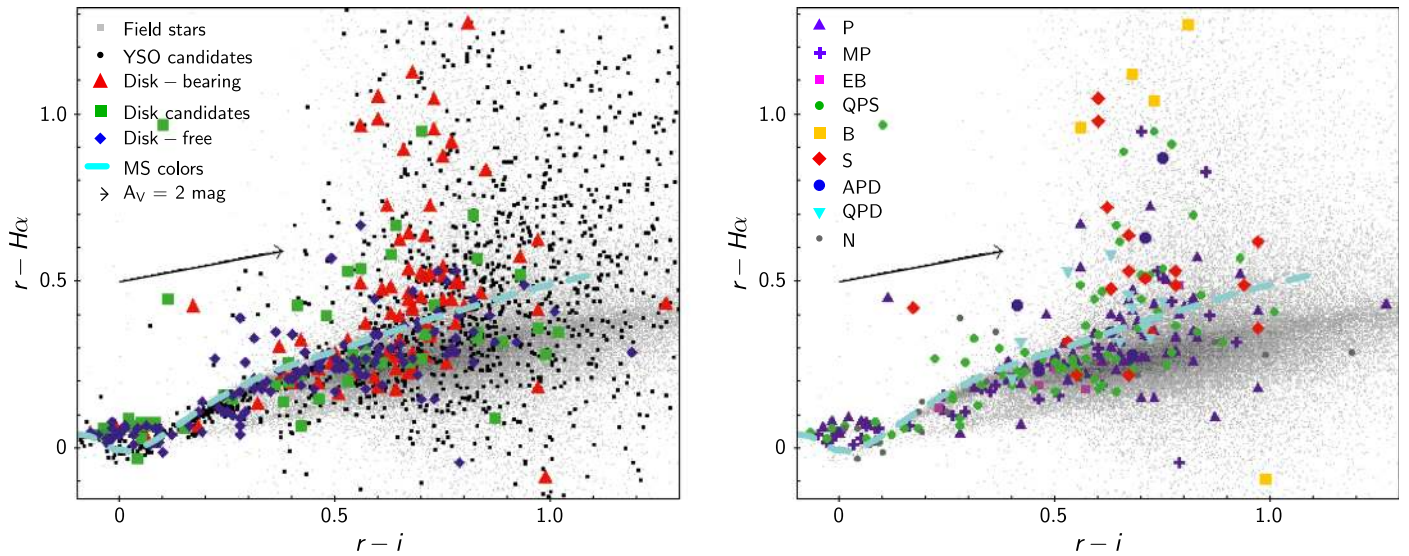 Field stars
YSO candidates
Disk – bearing
Disk candidates
Disk – free
MS colors
A_V = 2 mag
1.0
0.5
0
r – Hα
0
0.5
1.0
r – i
P
MP
EB
QPS
B
S
APD
QPD
N
1.0
0.5
0
r – Hα
0
0.5
1.0
r – i